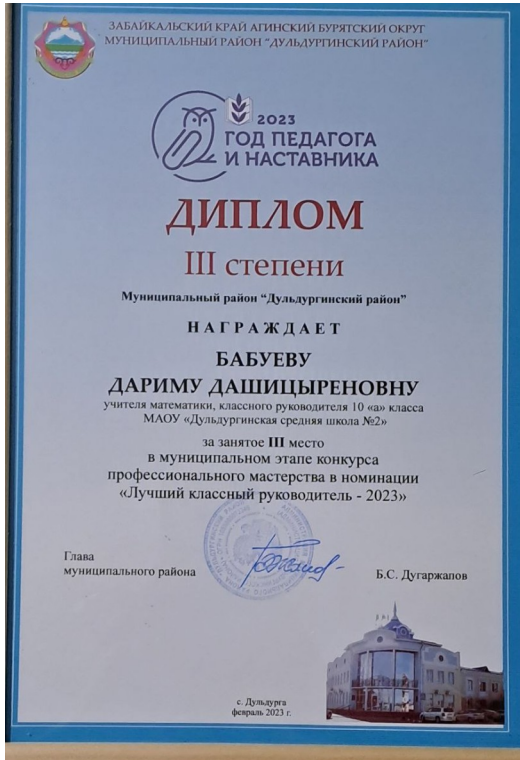 ЗАБАЙКАЛЬСКИЙ КРАЙ АГИНСКИЙ БУРЯТСКИЙ ОКРУГ
МУНИЦИПАЛЬНЫЙ РАЙОН "ДУЛЬДУРГИНСКИЙ РАЙОН"
2023
ГОД ПЕДАГОГА
И НАСТАВНИКА
ДИПЛОМ
III степени
Муниципальный район “Дульдургинский район”
НАГРАЖДАЕТ
БАБУЕВУ
ДАРИМУ ДАШИЦЫРЕНОВНУ
учителя математики, классного руководителя 10 «а» класса
МАОУ «Дульдургинская средняя школа №2»
за занятое III место
в муниципальном этапе конкурса
профессионального мастерства в номинации
«Лучший классный руководитель - 2023»
Глава
муниципального района
Б.С. Дугаржапов
с. Дульдурга
февраль 2023 г.